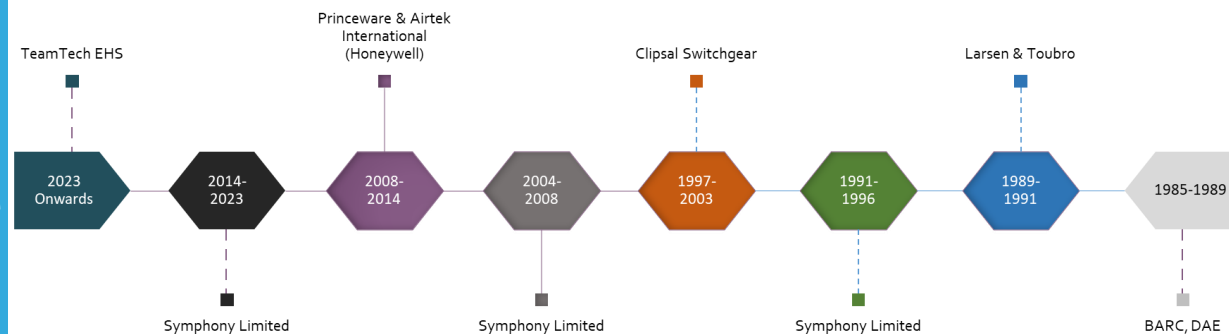 Princeware & Airtek
International
(Honeywell)
TeamTech EHS
Clipsal Switchgear
Larsen & Toubro
2023
Onwards
2014-
2023
2008-
2014
2004-
2008
1997-
2003
1991-
1996
1989-
1991
1985-1989
Symphony Limited
Symphony Limited
Symphony Limited
BARC, DAE